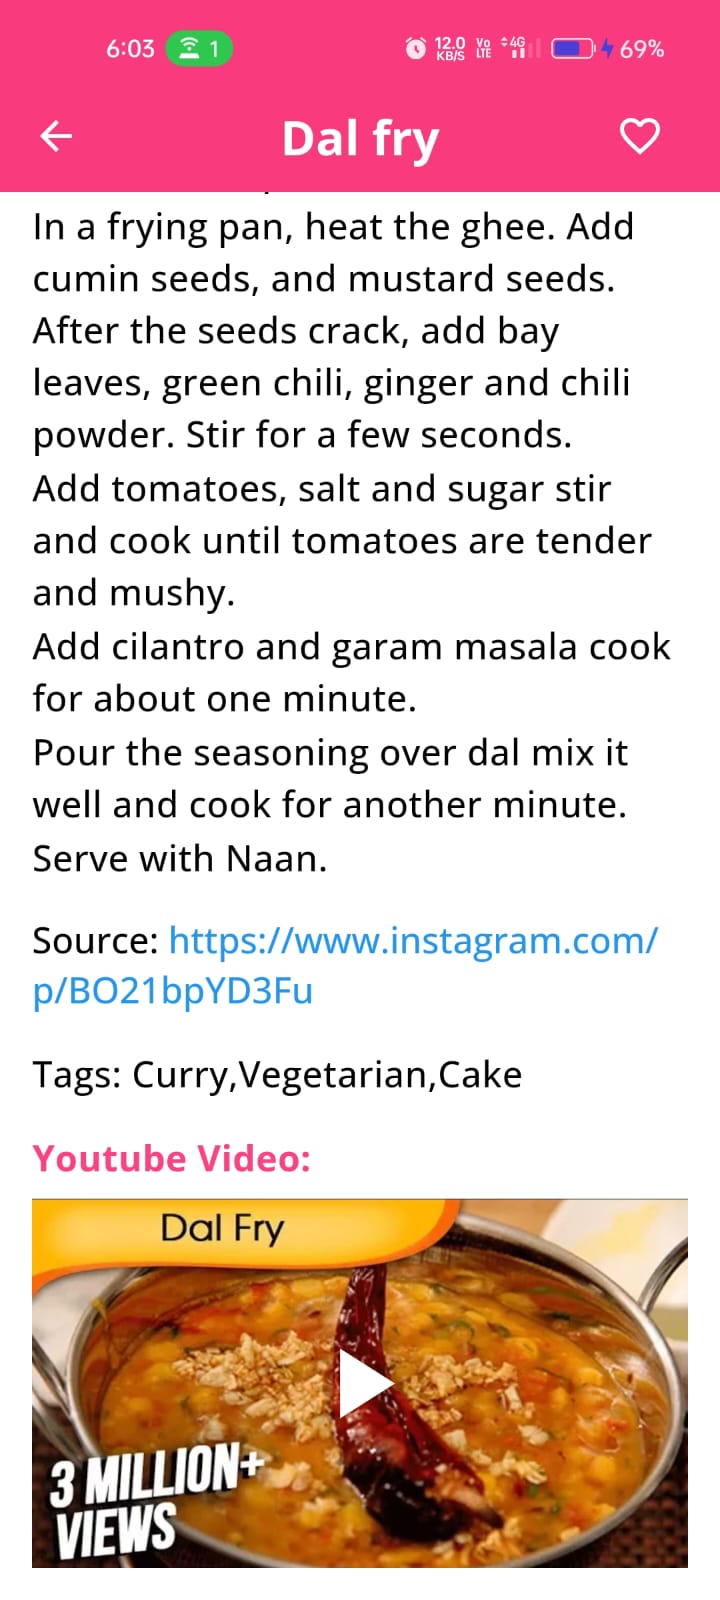 6:03 1 12.0 KB/S Vo LTE 4G 69%
Dal fry
In a frying pan, heat the ghee. Add
cumin seeds, and mustard seeds.
After the seeds crack, add bay
leaves, green chili, ginger and chili
powder. Stir for a few seconds.
Add tomatoes, salt and sugar stir
and cook until tomatoes are tender
and mushy.
Add cilantro and garam masala cook
for about one minute.
Pour the seasoning over dal mix it
well and cook for another minute.
Serve with Naan.
Source: https://www.instagram.com/
p/BO21bpYD3Fu
Tags: Curry,Vegetarian,Cake
Youtube Video:
Dal Fry
3 MILLION+
VIEWS